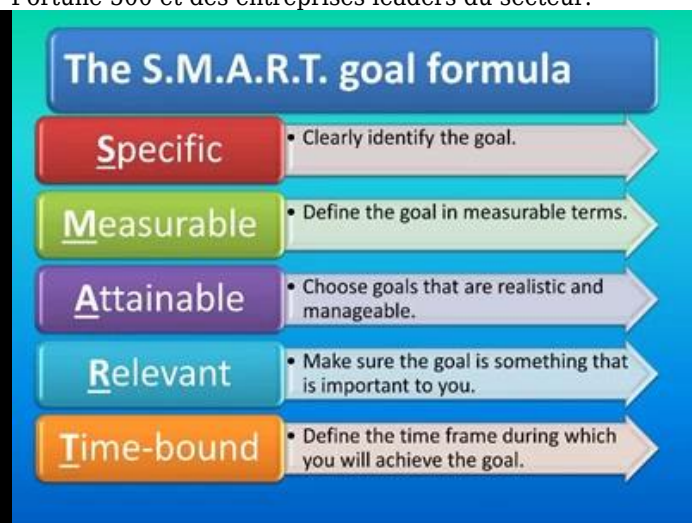 Fortune 500 et des entreprises leaders du secteur.
The S.M.A.R.T. goal formula
Specific
• Clearly identify the goal.
Measurable
• Define the goal in measurable terms.
Attainable
• Choose goals that are realistic and
manageable.
Relevant
• Make sure the goal is something that
is important to you.
Time-bound
• Define the time frame during which
you will achieve the goal.